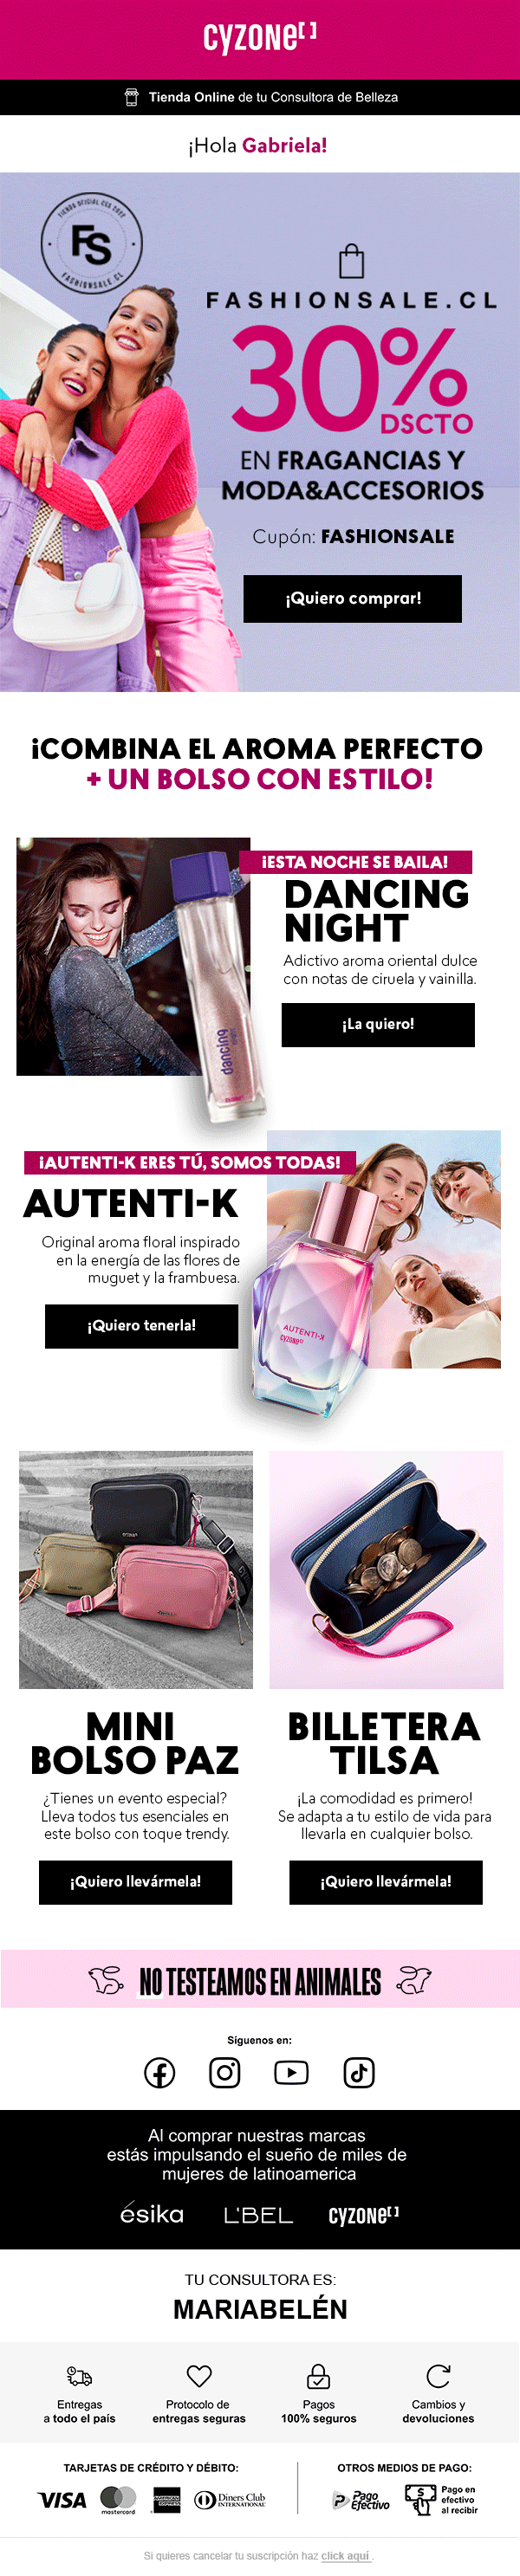 cyzone[ ]
Tienda Online de tu Consultora de Belleza
¡Hola Gabriela!
TIENDA OFICIAL CSS 2022
FS
FASHIONSALE.CL
FASHIONSALE.CL
30%
DSCTO
EN FRAGANCIAS Y
MODA&ACCESORIOS
Cupón: FASHIONSALE
¡Quiero comprar!
¡COMBINA EL AROMA PERFECTO
+ UN BOLSO CON ESTILO!
¡ESTA NOCHE SE BAILA!
DANCING
NIGHT
Adictivo aroma oriental dulce
con notas de ciruela y vainilla.
¡La quiero!
dancing
¡AUTENTI-K ERES TÚ, SOMOS TODAS!
AUTENTI-K
Original aroma floral inspirado
en la energía de las flores de
muguet y la frambuesa.
¡Quiero tenerla!
AUTENTI-K
cyzone[]
MINI
BOLSO PAZ
¿Tienes un evento especial?
Lleva todos tus esenciales en
este bolso con toque trendy.
¡Quiero llevármela!
BILLETERA
TILSA
¡La comodidad es primero!
Se adapta a tu estilo de vida para
llevarla en cualquier bolso.
¡Quiero llevármela!
NO TESTEAMOS EN ANIMALES
Síguenos en:
Al comprar nuestras marcas
estás impulsando el sueño de miles de
mujeres de latinoamerica
ésika L'BEL cyzone[ ]
TU CONSULTORA ES:
MARIABELÉN
Entregas
a todo el país
Protocolo de
entregas seguras
Pagos
100% seguros
Cambios y
devoluciones
TARJETAS DE CRÉDITO Y DÉBITO:
VISA mastercard AMERICAN EXPRESS Diners Club INTERNATIONAL
OTROS MEDIOS DE PAGO:
Pago Efectivo
Pago en
efectivo
al recibir
Si quieres cancelar tu suscripción haz click aquí .